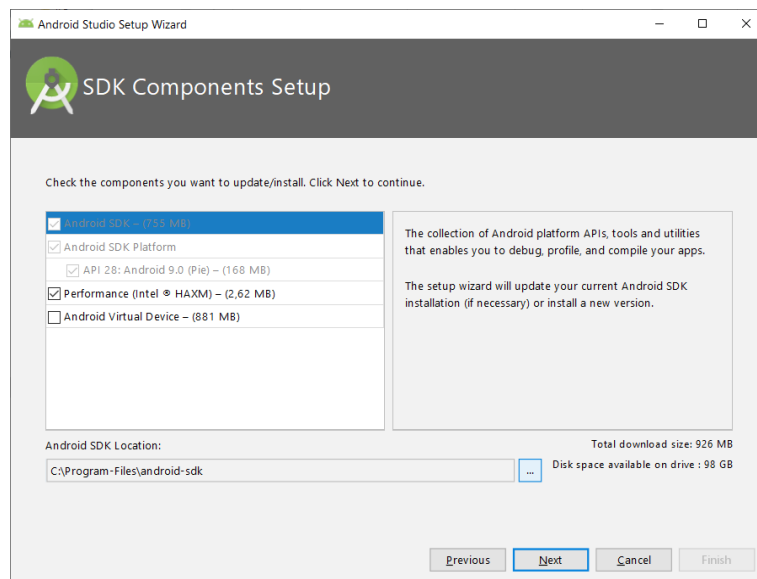 Android Studio Setup Wizard
SDK Components Setup
Check the components you want to update/install. Click Next to continue.
Android SDK – (755 MB)
Android SDK Platform
API 28: Android 9.0 (Pie) – (168 MB)
Performance (Intel ® HAXM) – (2,62 MB)
Android Virtual Device – (881 MB)
The collection of Android platform APIs, tools and utilities
that enables you to debug, profile, and compile your apps.
The setup wizard will update your current Android SDK
installation (if necessary) or install a new version.
Android SDK Location:
Total download size: 926 MB
C:\Program-Files\android-sdk
...
Disk space available on drive : 98 GB
Previous
Next
Cancel
Finish